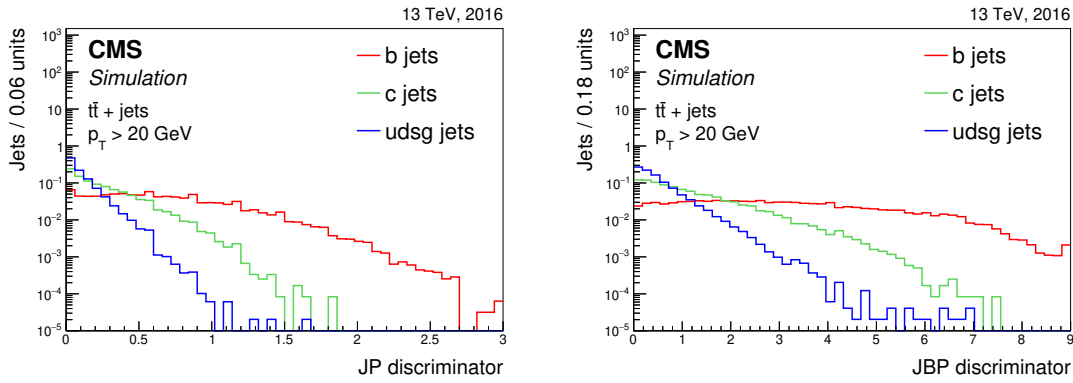 13 TeV, 2016
Jets / 0.06 units
10³
10²
10
1
10⁻¹
10⁻²
10⁻³
10⁻⁴
10⁻⁵
CMS
Simulation
tt̄ + jets
p_T > 20 GeV
b jets
c jets
udsg jets
0 0.5 1 1.5 2 2.5 3
JP discriminator
13 TeV, 2016
Jets / 0.18 units
10³
10²
10
1
10⁻¹
10⁻²
10⁻³
10⁻⁴
10⁻⁵
CMS
Simulation
tt̄ + jets
p_T > 20 GeV
b jets
c jets
udsg jets
0 1 2 3 4 5 6 7 8 9
JBP discriminator